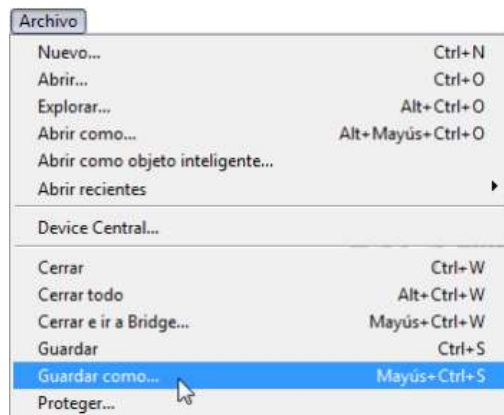 Archivo
Nuevo... Ctrl+N
Abrir... Ctrl+O
Explorar... Alt+Ctrl+O
Abrir como... Alt+Mayús+Ctrl+O
Abrir como objeto inteligente...
Abrir recientes
Device Central...
Cerrar Ctrl+W
Cerrar todo Alt+Ctrl+W
Cerrar e ir a Bridge... Mayús+Ctrl+W
Guardar Ctrl+S
Guardar como... Mayús+Ctrl+S
Proteger...